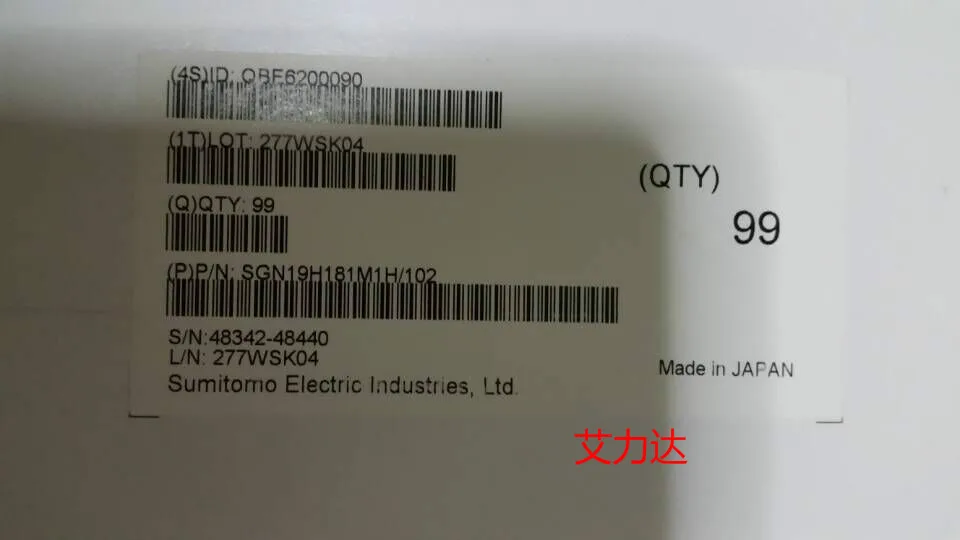 (4S)ID: QBE6200090
(1T)LOT: 277WSK04
(QTY)
(Q)QTY: 99
99
(P)P/N: SGN19H181M1H/102
S/N:48342-48440
L/N: 277WSK04
Made in JAPAN
Sumitomo Electric Industries, Ltd.
艾力达